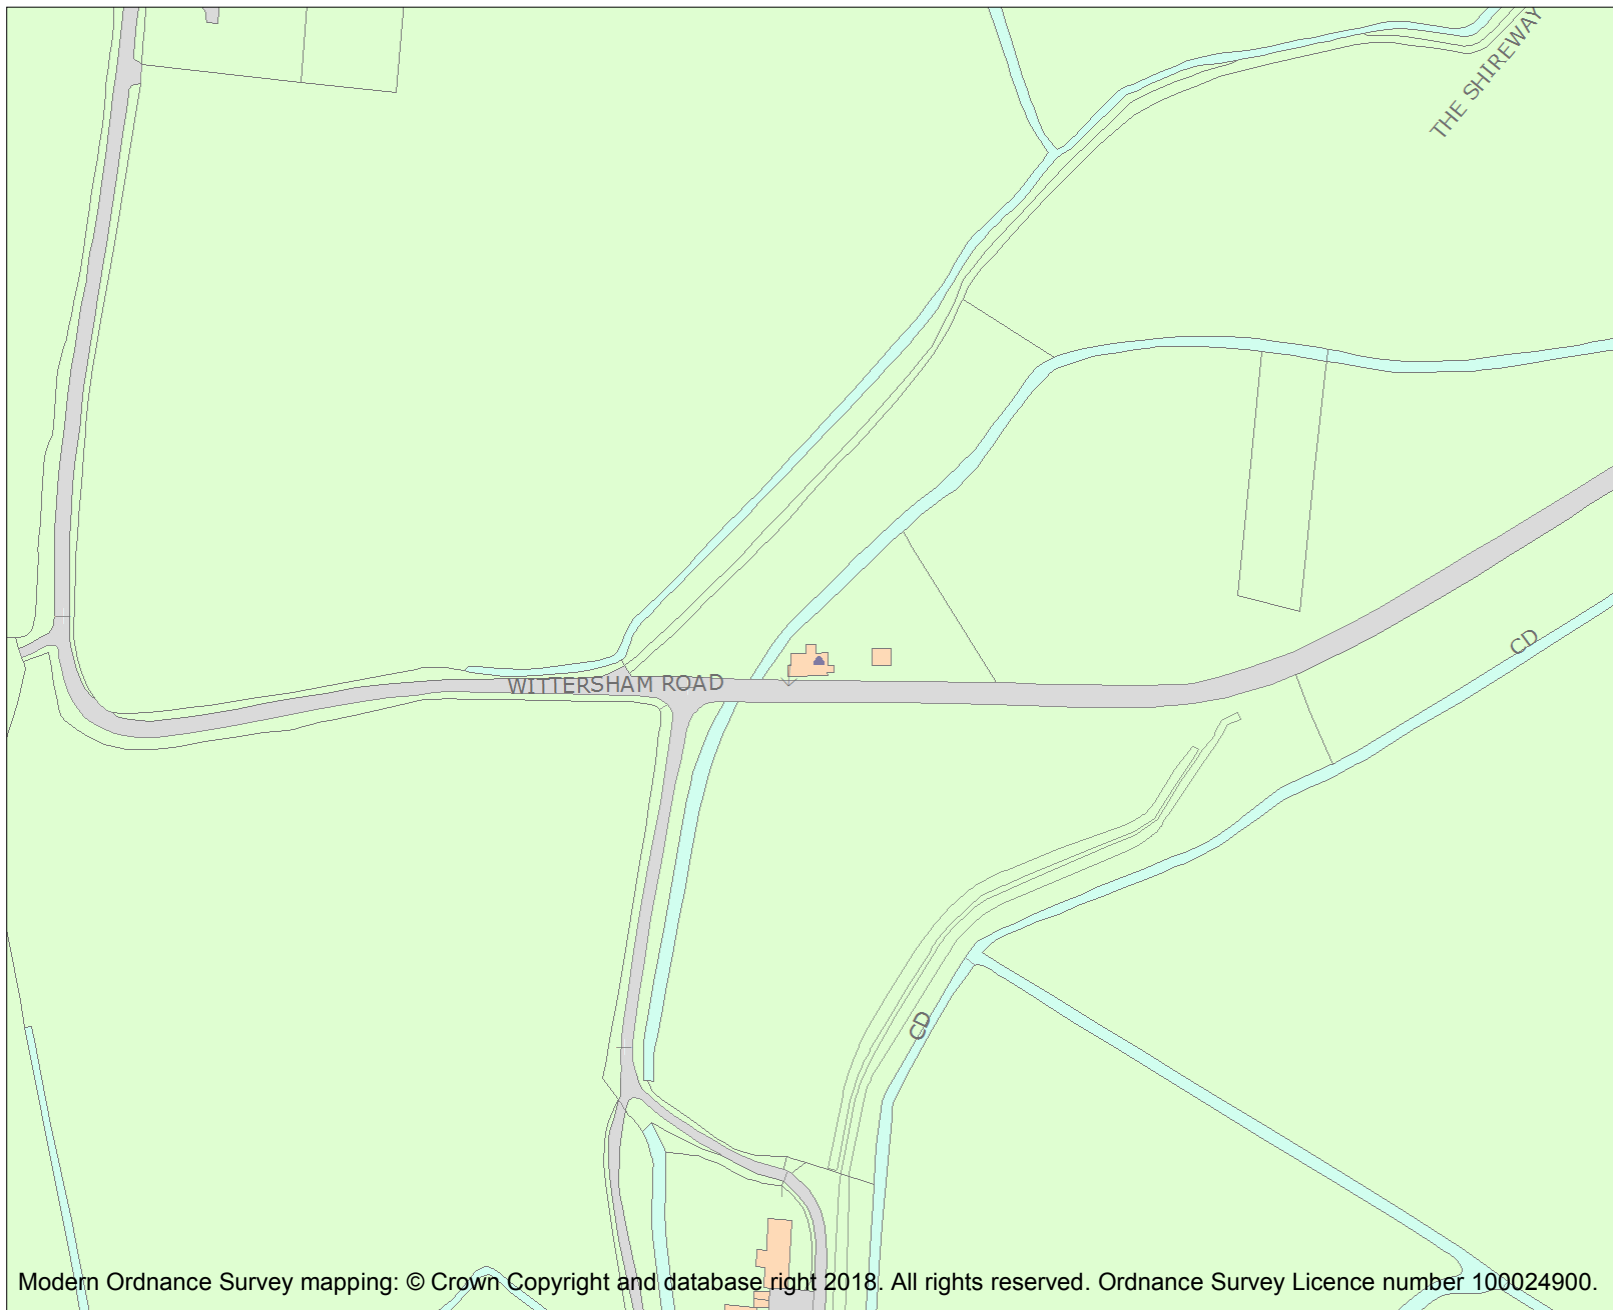 THE SHIREWAY
CD
WITTERSHAM ROAD
CD
Modern Ordnance Survey mapping: © Crown Copyright and database right 2018. All rights reserved. Ordnance Survey Licence number 100024900.